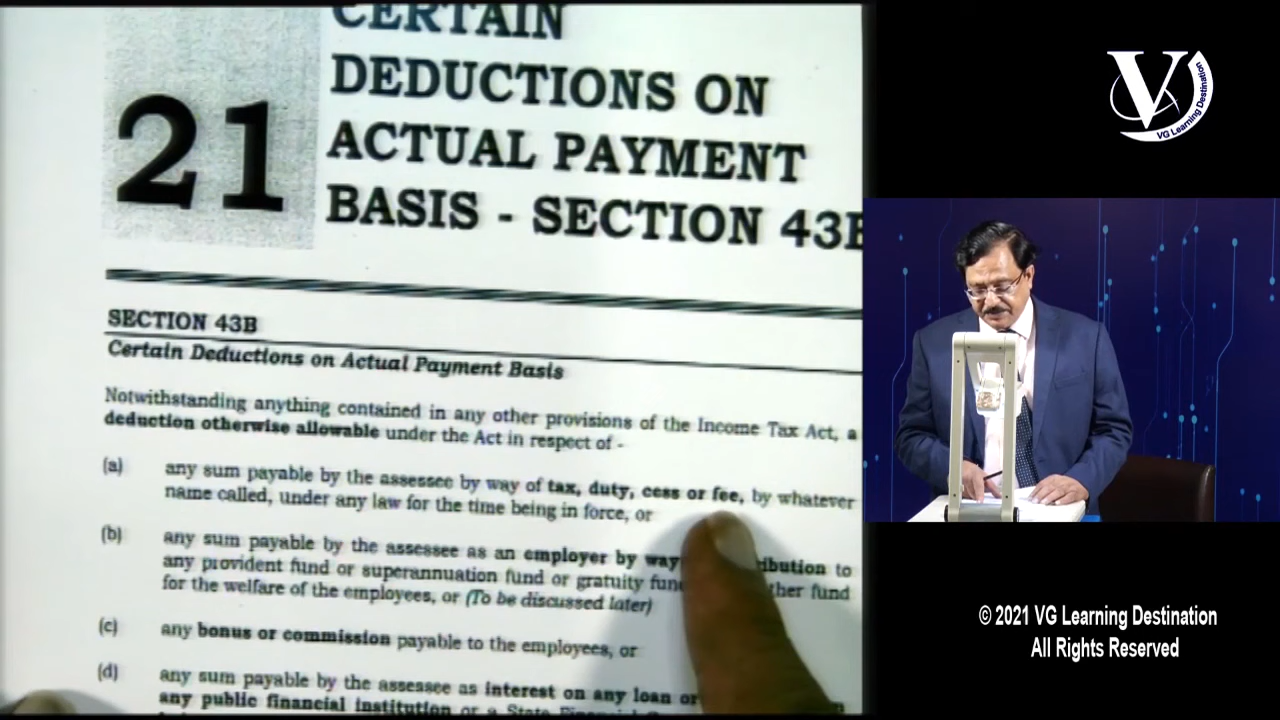 CERTAIN
DEDUCTIONS ON
ACTUAL PAYMENT
BASIS - SECTION 43B
21
SECTION 43B
Certain Deductions on Actual Payment Basis
Notwithstanding anything contained in any other provisions of the Income Tax Act, a
deduction otherwise allowable under the Act in respect of -
(a) any sum payable by the assessee by way of tax, duty, cess or fee, by whatever
name called, under any law for the time being in force, or
(b) any sum payable by the assessee as an employer by way
any provident fund or superannuation fund or gratuity fund
for the welfare of the employees, or (To be discussed later)
to
fund
(c) any bonus or commission payable to the employees, or
(d) any sum payable by the assessee as interest on any loan or
any public financial institution or a State
V
VG Learning Destination
© 2021 VG Learning Destination
All Rights Reserved